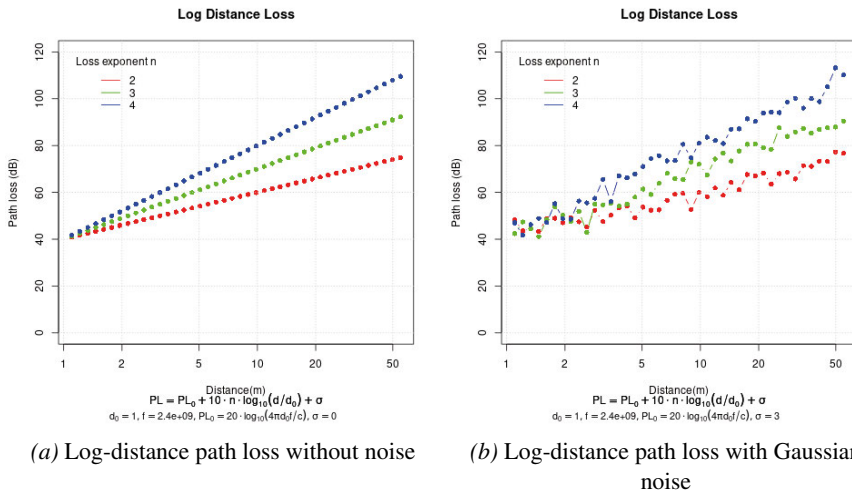 Log Distance Loss
Path loss (dB)
120
100
80
60
40
20
0
Loss exponent n
2
3
4
1
2
5
10
20
50
Distance(m)
PL = PL₀ + 10 · n · log₁₀(d/d₀) + σ
d₀ = 1, f = 2.4e+09, PL₀ = 20 · log₁₀(4πd₀f/c), σ = 0
(a) Log-distance path loss without noise
Log Distance Loss
Path loss (dB)
120
100
80
60
40
20
0
Loss exponent n
2
3
4
1
2
5
10
20
50
Distance(m)
PL = PL₀ + 10 · n · log₁₀(d/d₀) + σ
d₀ = 1, f = 2.4e+09, PL₀ = 20 · log₁₀(4πd₀f/c), σ = 3
(b) Log-distance path loss with Gaussian
noise